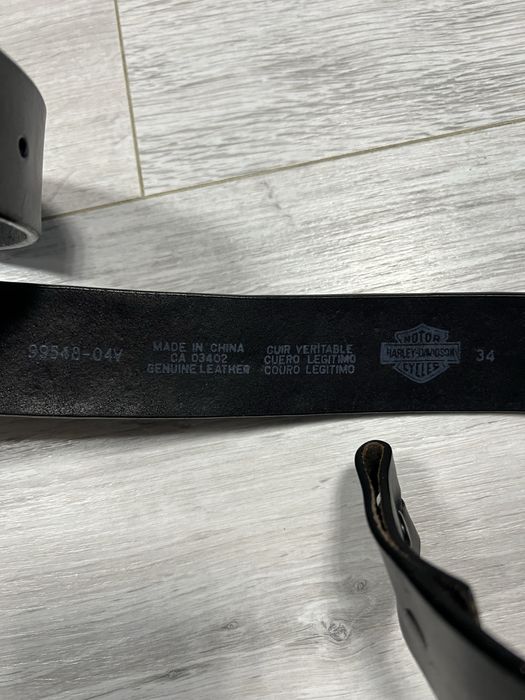 99548-04V
MADE IN CHINA
CA 03402
GENUINE LEATHER
CUIR VERITABLE
CUERO LEGITIMO
COURO LEGITIMO
MOTOR
HARLEY-DAVIDSON
CYCLES
34